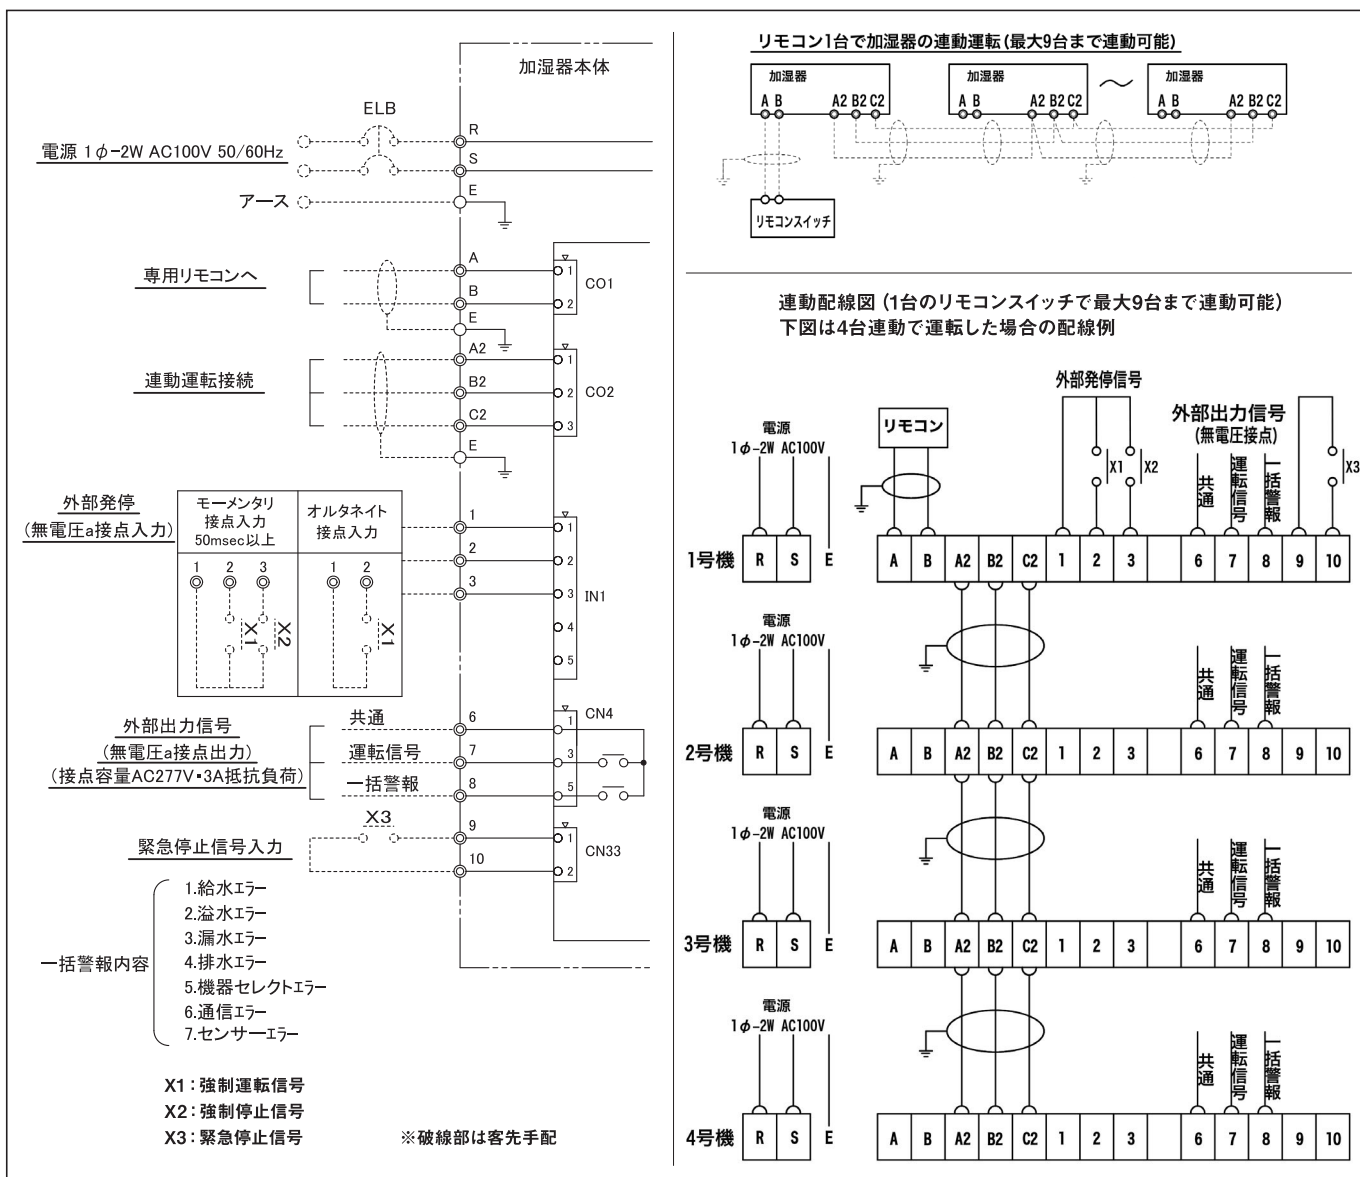 加湿器本体
ELB
電源 1φ-2W AC100V 50/60Hz
R
S
アース
E
専用リモコンへ
A
B
E
1
2
CO1
連動運転接続
A2
B2
C2
E
1
2
3
CO2
外部発停
(無電圧a接点入力)
モーメンタリ
接点入力
50msec以上
オルタネイト
接点入力
1 2 3
X1
X2
1 2
X1
1
2
3
1
2
3
4
5
IN1
外部出力信号
(無電圧a接点出力)
(接点容量AC277V・3A抵抗負荷)
共通
運転信号
一括警報
6
7
8
1
3
5
CN4
緊急停止信号入力
X3
9
10
1
2
CN33
一括警報内容
1.給水エラー
2.溢水エラー
3.漏水エラー
4.排水エラー
5.機器セレクトエラー
6.通信エラー
7.センサーエラー
X1:強制運転信号
X2:強制停止信号
X3:緊急停止信号
※破線部は客先手配
リモコン1台で加湿器の連動運転(最大9台まで連動可能)
加湿器
A B A2 B2 C2
加湿器
A B A2 B2 C2
～
加湿器
A B A2 B2 C2
リモコンスイッチ
連動配線図(1台のリモコンスイッチで最大9台まで連動可能)
下図は4台連動で運転した場合の配線例
電源
1φ-2W AC100V
リモコン
外部発停信号
X1
X2
外部出力信号
(無電圧接点)
共通
運転信号
一括警報
X3
1号機 R S E A B A2 B2 C2 1 2 3 6 7 8 9 10
電源
1φ-2W AC100V
共通
運転信号
一括警報
2号機 R S E A B A2 B2 C2 1 2 3 6 7 8 9 10
電源
1φ-2W AC100V
共通
運転信号
一括警報
3号機 R S E A B A2 B2 C2 1 2 3 6 7 8 9 10
電源
1φ-2W AC100V
共通
運転信号
一括警報
4号機 R S E A B A2 B2 C2 1 2 3 6 7 8 9 10